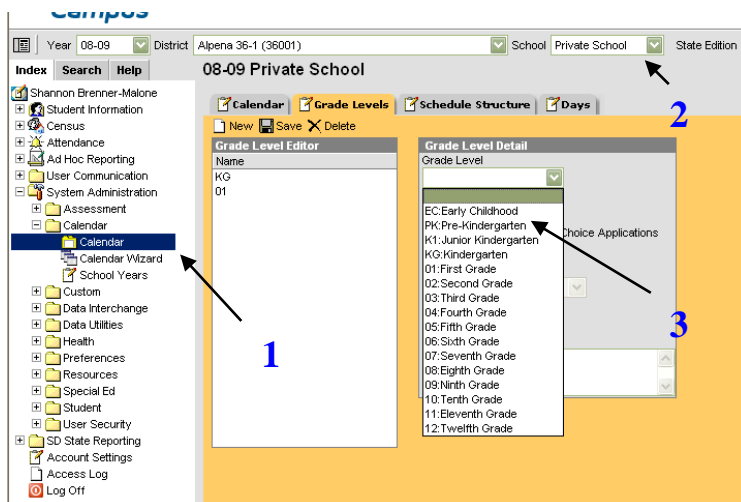 Campus
Year 08-09 District Alpena 36-1 (36001) School Private School State Edition
Index Search Help
08-09 Private School
Shannon Brenner-Malone
Student Information
Census
Attendance
Ad Hoc Reporting
User Communication
System Administration
Assessment
Calendar
Calendar
Calendar Wizard
School Years
Custom
Data Interchange
Data Utilities
Health
Preferences
Resources
Special Ed
Student
User Security
SD State Reporting
Account Settings
Access Log
Log Off
Calendar Grade Levels Schedule Structure Days
New Save Delete
Grade Level Editor
Name
KG
01
Grade Level Detail
Grade Level
EC:Early Childhood
PK:Pre-Kindergarten
K1:Junior Kindergarten
KG:Kindergarten
01:First Grade
02:Second Grade
03:Third Grade
04:Fourth Grade
05:Fifth Grade
06:Sixth Grade
07:Seventh Grade
08:Eighth Grade
09:Ninth Grade
10:Tenth Grade
11:Eleventh Grade
12:Twelfth Grade
Choice Applications
1
2
3